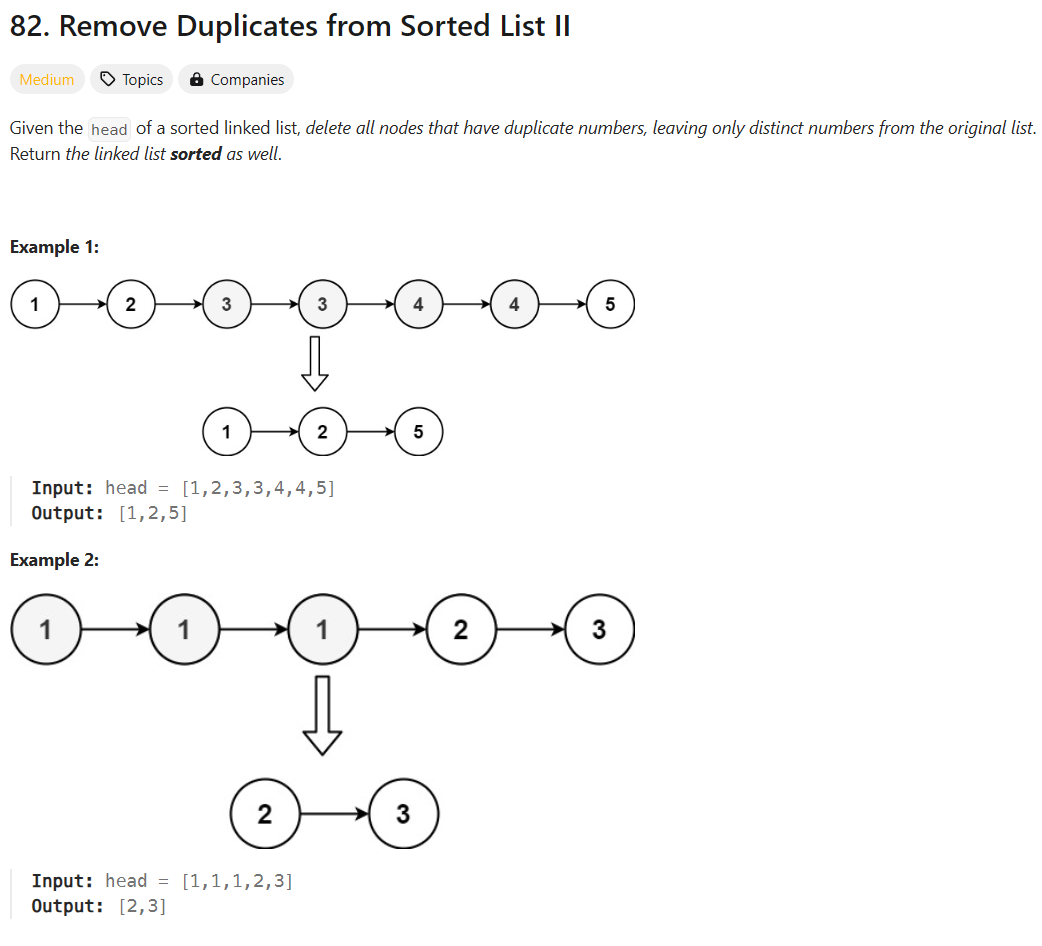 82. Remove Duplicates from Sorted List II
Medium Topics Companies
Given the head of a sorted linked list, delete all nodes that have duplicate numbers, leaving only distinct numbers from the original list.
Return the linked list sorted as well.
Example 1:
1 2 3 3 4 4 5
1 2 5
Input: head = [1,2,3,3,4,4,5]
Output: [1,2,5]
Example 2:
1 1 1 2 3
2 3
Input: head = [1,1,1,2,3]
Output: [2,3]